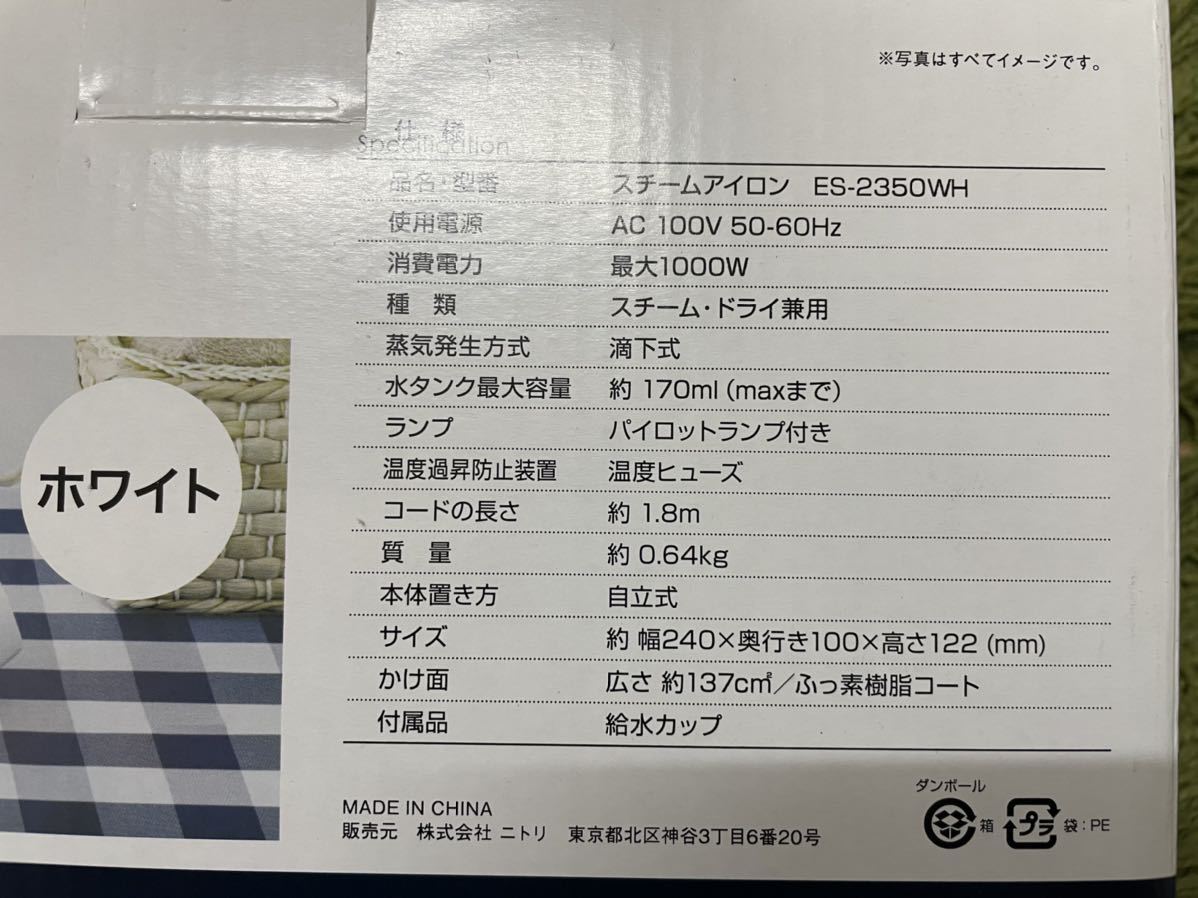 ※写真はすべてイメージです。
仕 様
Specification
品名・型番 スチームアイロン ES-2350WH
使用電源 AC 100V 50-60Hz
消費電力 最大1000W
種 類 スチーム・ドライ兼用
蒸気発生方式 滴下式
水タンク最大容量 約 170ml（maxまで）
ランプ パイロットランプ付き
温度過昇防止装置 温度ヒューズ
コードの長さ 約 1.8m
質 量 約 0.64kg
本体置き方 自立式
サイズ 約 幅240×奥行き100×高さ122 (mm)
かけ面 広さ 約137c㎡／ふっ素樹脂コート
付属品 給水カップ
ホワイト
MADE IN CHINA
販売元 株式会社 ニトリ 東京都北区神谷3丁目6番20号
ダンボール
箱 プラ 袋：PE